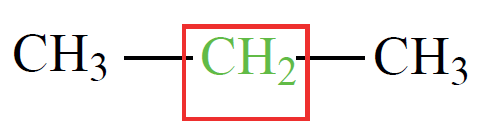 CH₃ — CH₂ — CH₃